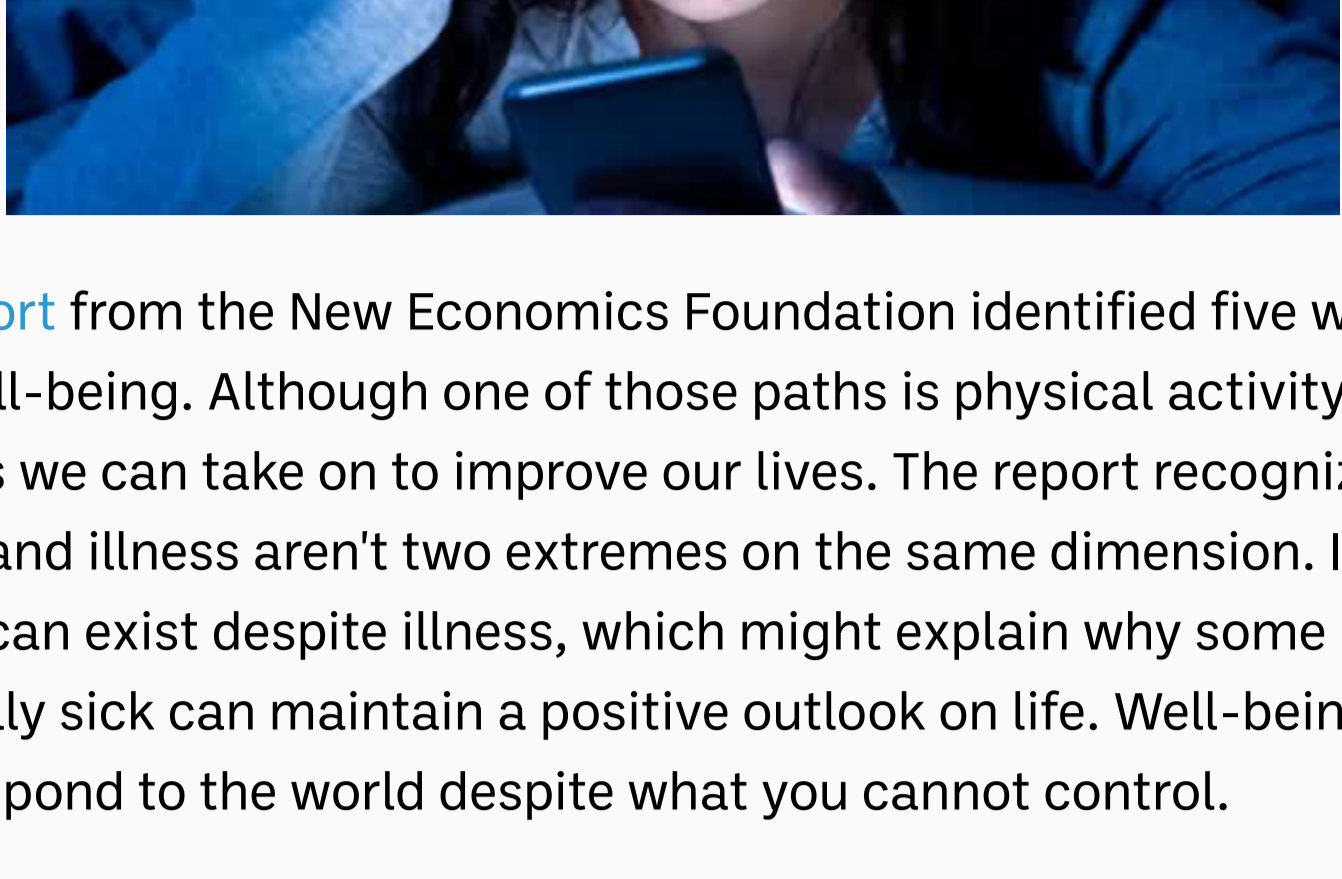 ort from the New Economics Foundation identified five w
ll-being. Although one of those paths is physical activity
s we can take on to improve our lives. The report recogniz
and illness aren't two extremes on the same dimension. I
can exist despite illness, which might explain why some
lly sick can maintain a positive outlook on life. Well-bein
pond to the world despite what you cannot control.